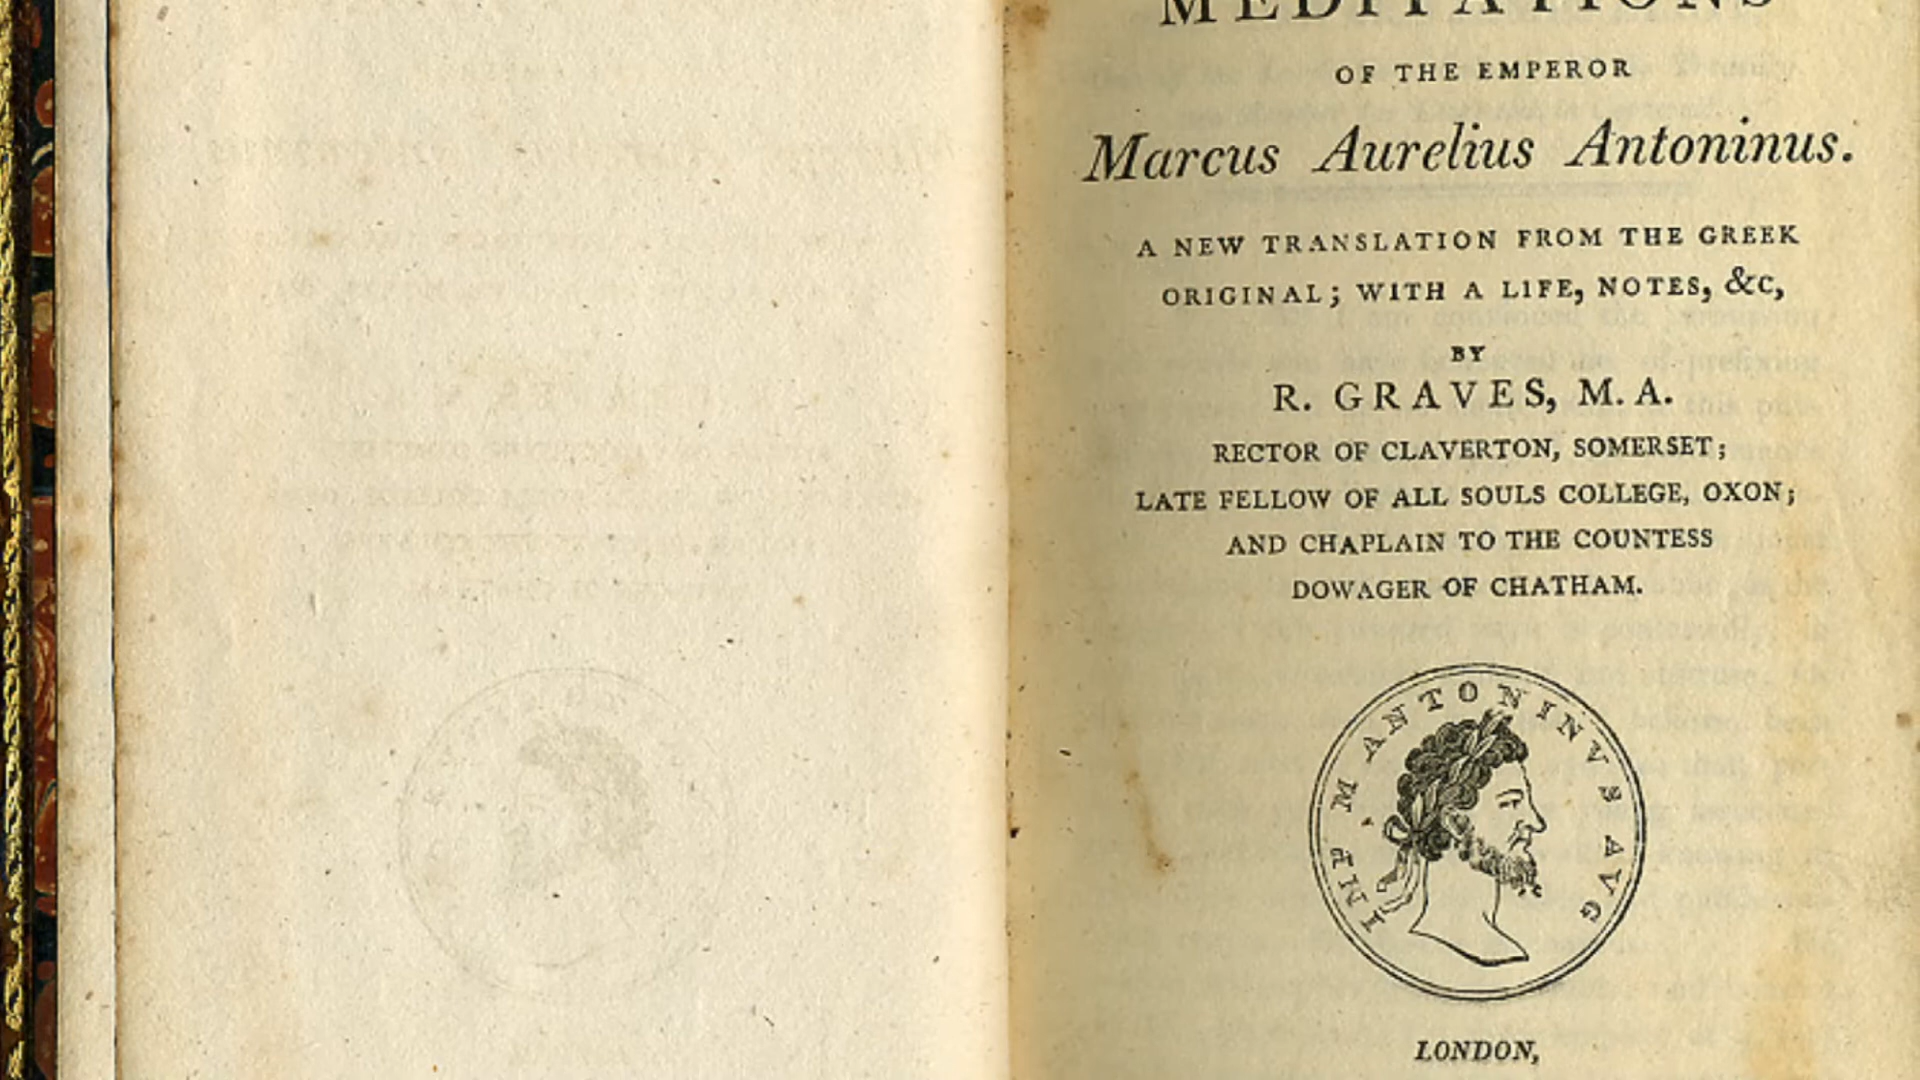 MEDITATIONS
OF THE EMPEROR
Marcus Aurelius Antoninus.
A NEW TRANSLATION FROM THE GREEK
ORIGINAL; WITH A LIFE, NOTES, &c,
BY
R. GRAVES, M. A.
RECTOR OF CLAVERTON, SOMERSET;
LATE FELLOW OF ALL SOULS COLLEGE, OXON;
AND CHAPLAIN TO THE COUNTESS
DOWAGER OF CHATHAM.
IMP M ANTONINVS AVG
LONDON,